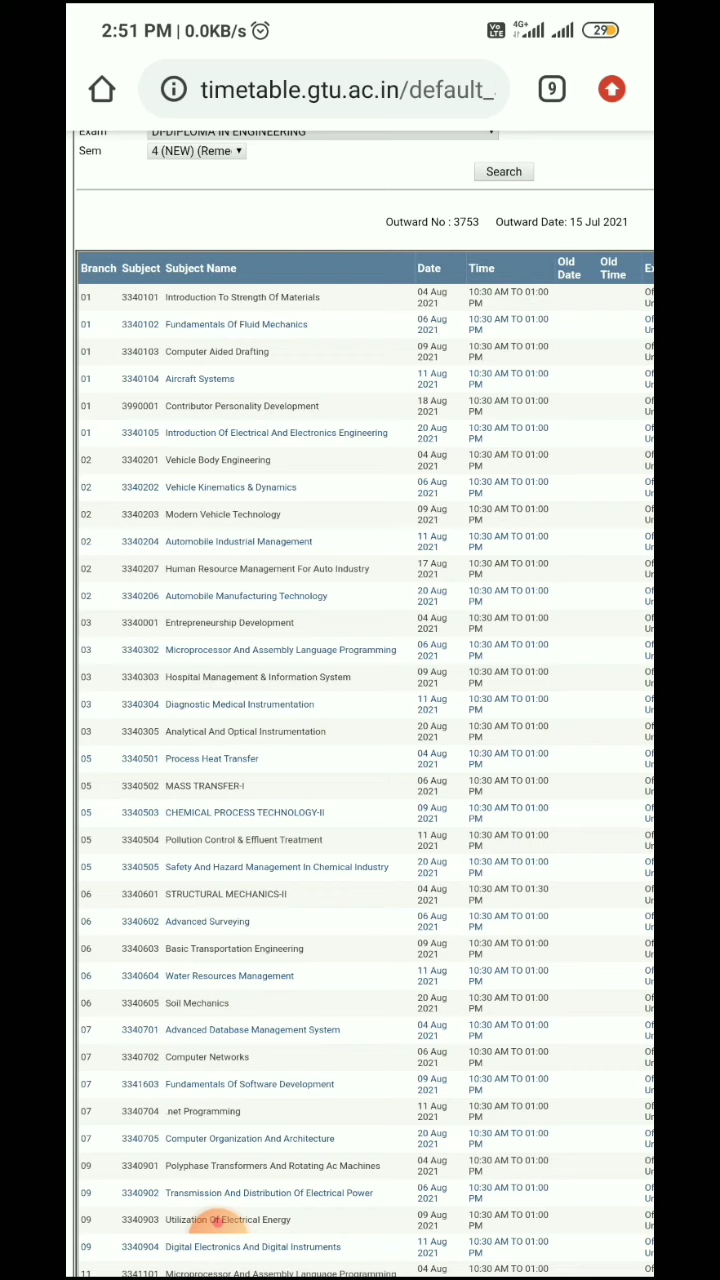 2:51 PM | 0.0KB/s Vo LTE 4G+ 29
timetable.gtu.ac.in/default_ 9
Exam DI-DIPLOMA IN ENGINEERING
Sem 4 (NEW) (Reme
Search
Outward No : 3753 Outward Date: 15 Jul 2021
Branch Subject Subject Name Date Time Old Date Old Time
01 3340101 Introduction To Strength Of Materials 04 Aug 2021 10:30 AM TO 01:00 PM
01 3340102 Fundamentals Of Fluid Mechanics 06 Aug 2021 10:30 AM TO 01:00 PM
01 3340103 Computer Aided Drafting 09 Aug 2021 10:30 AM TO 01:00 PM
01 3340104 Aircraft Systems 11 Aug 2021 10:30 AM TO 01:00 PM
01 3990001 Contributor Personality Development 18 Aug 2021 10:30 AM TO 01:00 PM
01 3340105 Introduction Of Electrical And Electronics Engineering 20 Aug 2021 10:30 AM TO 01:00 PM
02 3340201 Vehicle Body Engineering 04 Aug 2021 10:30 AM TO 01:00 PM
02 3340202 Vehicle Kinematics & Dynamics 06 Aug 2021 10:30 AM TO 01:00 PM
02 3340203 Modern Vehicle Technology 09 Aug 2021 10:30 AM TO 01:00 PM
02 3340204 Automobile Industrial Management 11 Aug 2021 10:30 AM TO 01:00 PM
02 3340207 Human Resource Management For Auto Industry 17 Aug 2021 10:30 AM TO 01:00 PM
02 3340206 Automobile Manufacturing Technology 20 Aug 2021 10:30 AM TO 01:00 PM
03 3340001 Entrepreneurship Development 04 Aug 2021 10:30 AM TO 01:00 PM
03 3340302 Microprocessor And Assembly Language Programming 06 Aug 2021 10:30 AM TO 01:00 PM
03 3340303 Hospital Management & Information System 09 Aug 2021 10:30 AM TO 01:00 PM
03 3340304 Diagnostic Medical Instrumentation 11 Aug 2021 10:30 AM TO 01:00 PM
03 3340305 Analytical And Optical Instrumentation 20 Aug 2021 10:30 AM TO 01:00 PM
05 3340501 Process Heat Transfer 04 Aug 2021 10:30 AM TO 01:00 PM
05 3340502 MASS TRANSFER-I 06 Aug 2021 10:30 AM TO 01:00 PM
05 3340503 CHEMICAL PROCESS TECHNOLOGY-II 09 Aug 2021 10:30 AM TO 01:00 PM
05 3340504 Pollution Control & Effluent Treatment 11 Aug 2021 10:30 AM TO 01:00 PM
05 3340505 Safety And Hazard Management In Chemical Industry 20 Aug 2021 10:30 AM TO 01:00 PM
06 3340601 STRUCTURAL MECHANICS-II 04 Aug 2021 10:30 AM TO 01:30 PM
06 3340602 Advanced Surveying 06 Aug 2021 10:30 AM TO 01:00 PM
06 3340603 Basic Transportation Engineering 09 Aug 2021 10:30 AM TO 01:00 PM
06 3340604 Water Resources Management 11 Aug 2021 10:30 AM TO 01:00 PM
06 3340605 Soil Mechanics 20 Aug 2021 10:30 AM TO 01:00 PM
07 3340701 Advanced Database Management System 04 Aug 2021 10:30 AM TO 01:00 PM
07 3340702 Computer Networks 06 Aug 2021 10:30 AM TO 01:00 PM
07 3341603 Fundamentals Of Software Development 09 Aug 2021 10:30 AM TO 01:00 PM
07 3340704 .net Programming 11 Aug 2021 10:30 AM TO 01:00 PM
07 3340705 Computer Organization And Architecture 20 Aug 2021 10:30 AM TO 01:00 PM
09 3340901 Polyphase Transformers And Rotating Ac Machines 04 Aug 2021 10:30 AM TO 01:00 PM
09 3340902 Transmission And Distribution Of Electrical Power 06 Aug 2021 10:30 AM TO 01:00 PM
09 3340903 Utilization Of Electrical Energy 09 Aug 2021 10:30 AM TO 01:00 PM
09 3340904 Digital Electronics And Digital Instruments 11 Aug 2021 10:30 AM TO 01:00 PM
11 3341101 Microprocessor And Assembly Language Programming 04 Aug 10:30 AM TO 01:00